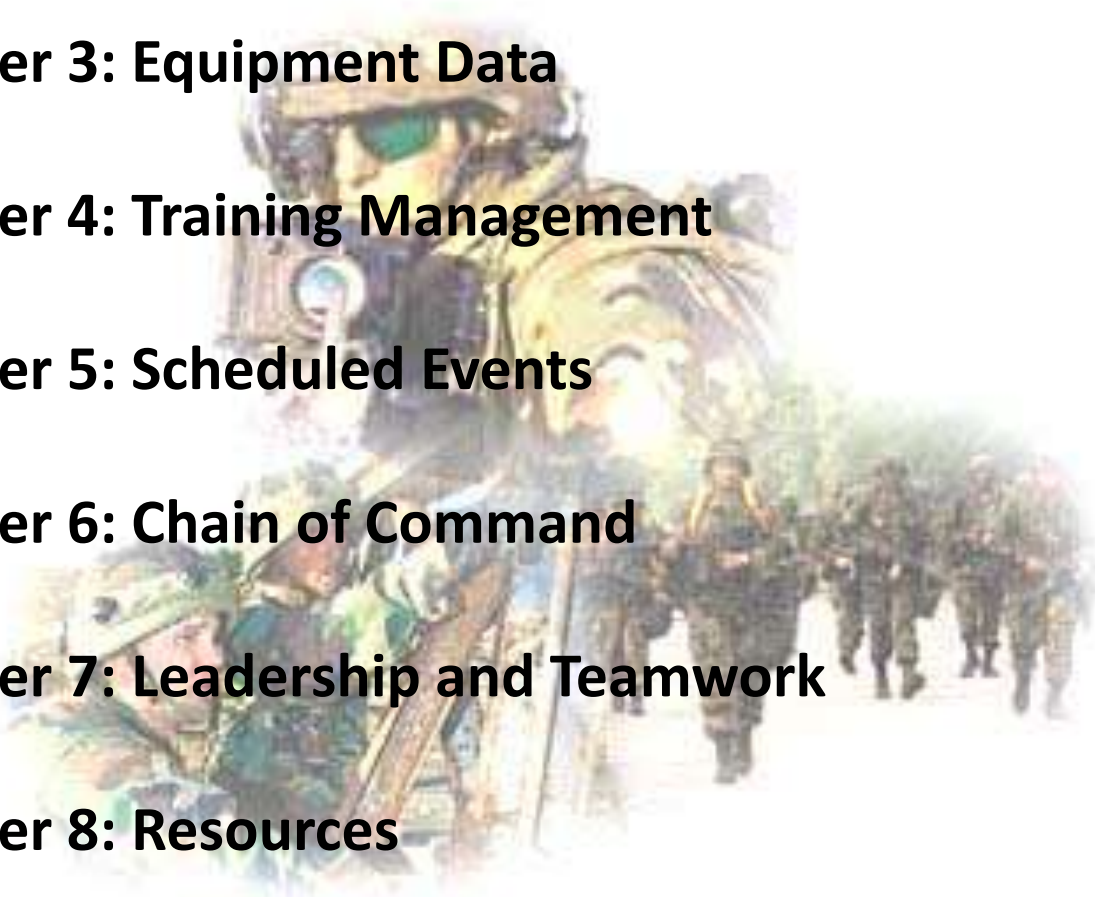 er 3: Equipment Data
er 4: Training Management
er 5: Scheduled Events
er 6: Chain of Command
er 7: Leadership and Teamwork
er 8: Resources